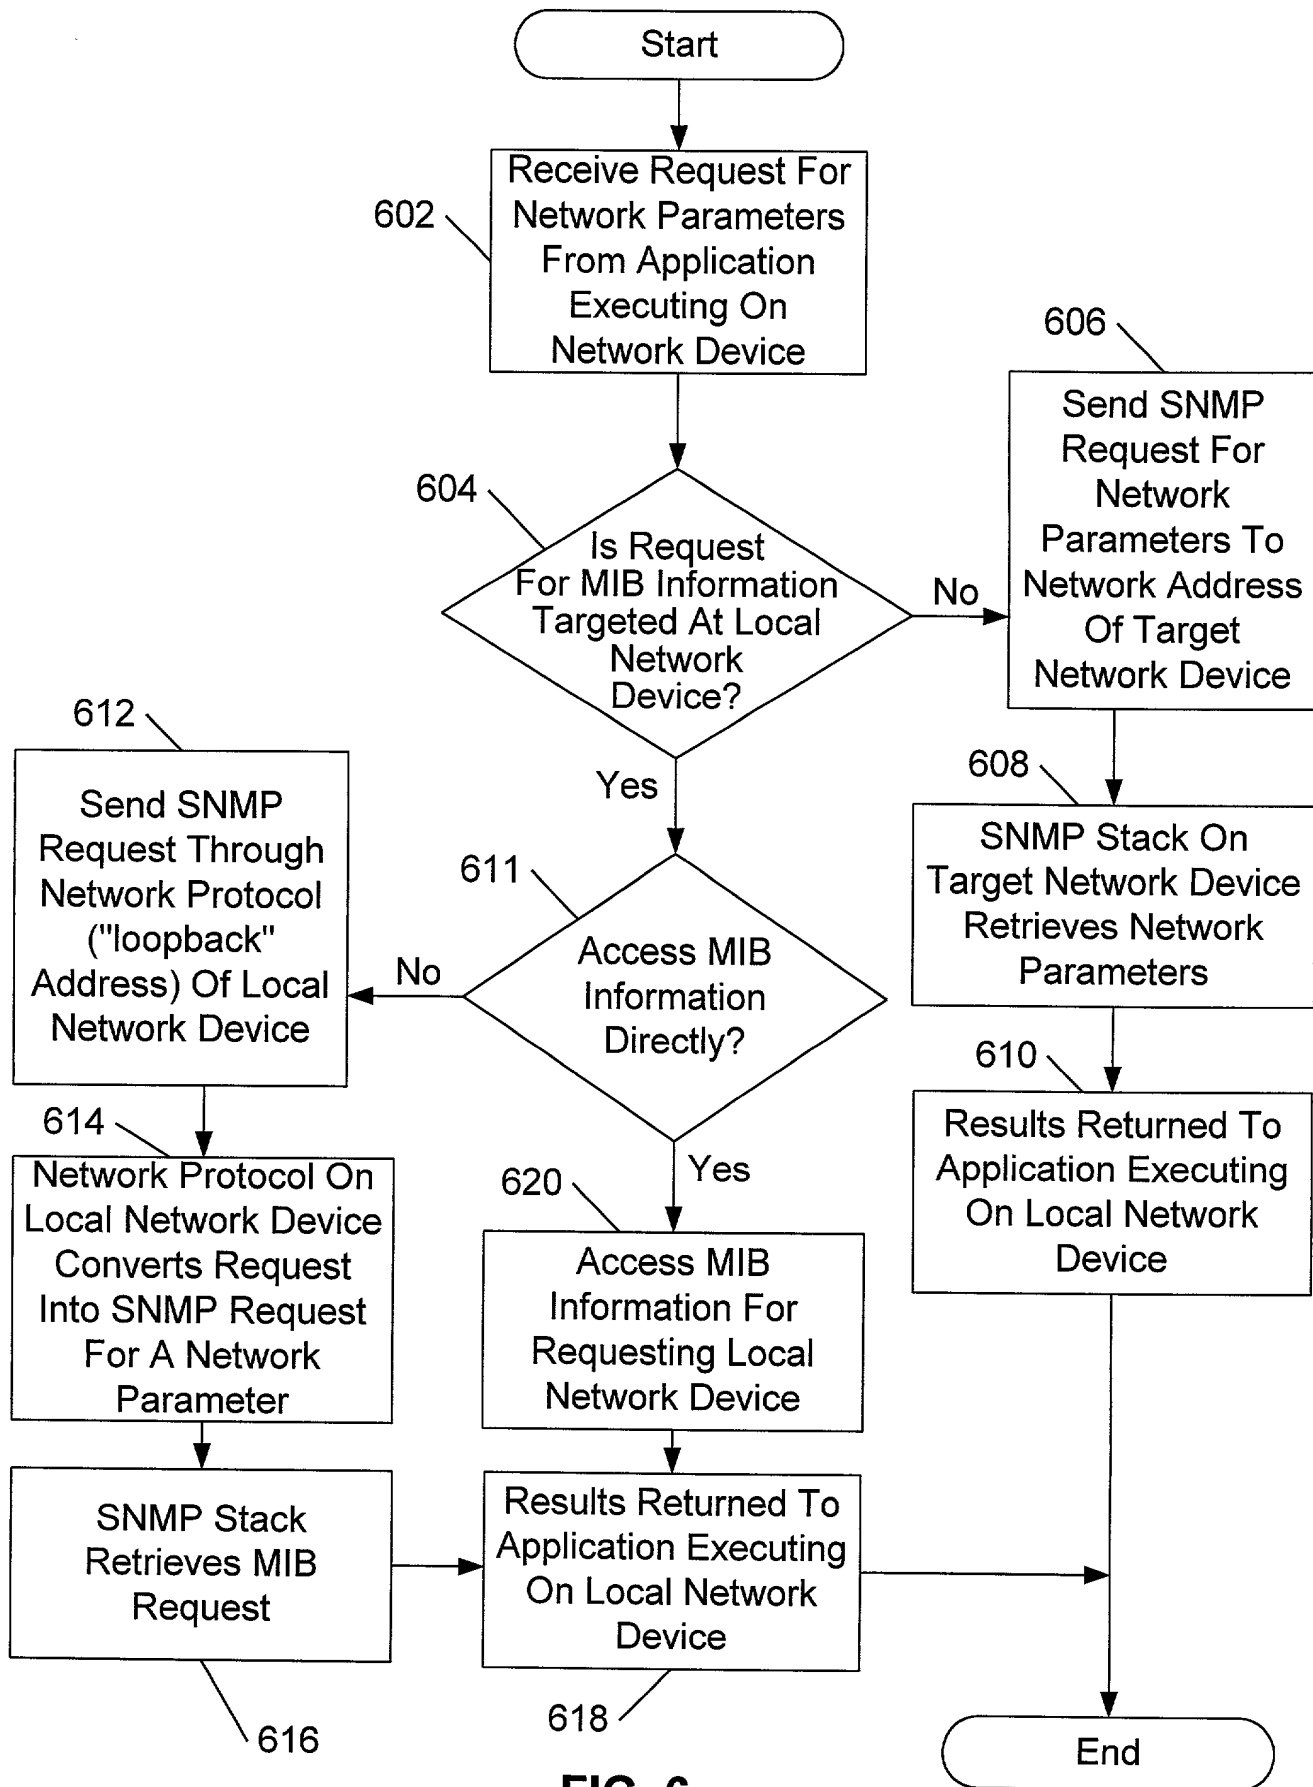 Start
602
Receive Request For
Network Parameters
From Application
Executing On
Network Device
604
Is Request
For MIB Information
Targeted At Local
Network
Device?
No
606
Send SNMP
Request For
Network
Parameters To
Network Address
Of Target
Network Device
608
SNMP Stack On
Target Network Device
Retrieves Network
Parameters
610
Results Returned To
Application Executing
On Local Network
Device
Yes
611
Access MIB
Information
Directly?
No
612
Send SNMP
Request Through
Network Protocol
("loopback"
Address) Of Local
Network Device
614
Network Protocol On
Local Network Device
Converts Request
Into SNMP Request
For A Network
Parameter
SNMP Stack
Retrieves MIB
Request
616
Yes
620
Access MIB
Information For
Requesting Local
Network Device
Results Returned To
Application Executing
On Local Network
Device
618
End
FIG. 6